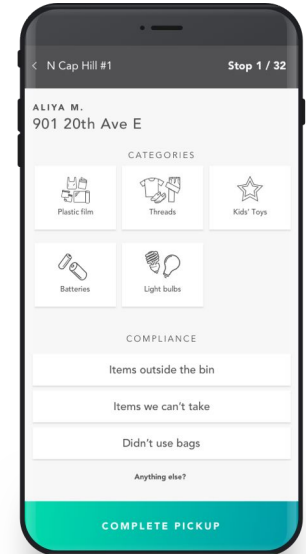 N Cap Hill #1 Stop 1 / 32
ALIYA M.
901 20th Ave E
CATEGORIES
Plastic film Threads Kids' Toys
Batteries Light bulbs
COMPLIANCE
Items outside the bin
Items we can't take
Didn't use bags
Anything else?
COMPLETE PICKUP